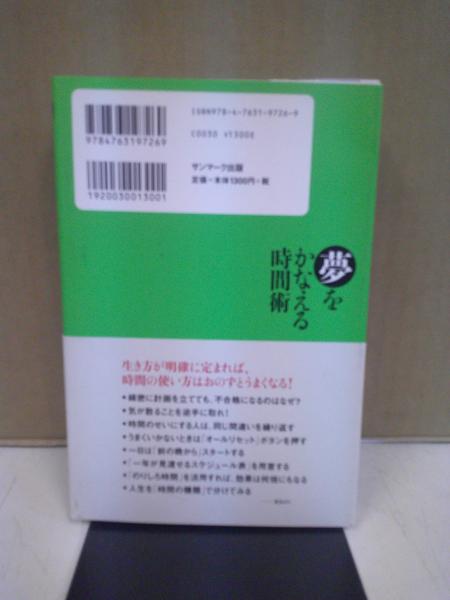 ISBN978-4-7631-9726-9
C0030 ¥1300E
9784763197269
サンマーク出版
定価=本体1300円+税
1920030013001
夢を
かなえる
時間術
生き方が明確に定まれば、
時間の使い方はおのずとうまくなる!
●綿密に計画を立てても、不合格になるのはなぜ?
●気が散ることを逆手に取れ!
●時間のせいにする人は、同じ間違いを繰り返す
●うまくいかないときは「オールリセット」ボタンを押す
●一日は「前の晩から」スタートする
●「一年が見渡せるスケジュール表」を用意する
●「のりしろ時間」を活用すれば、効果は何倍にもなる
●人生を「時間の種類」で分けてみる